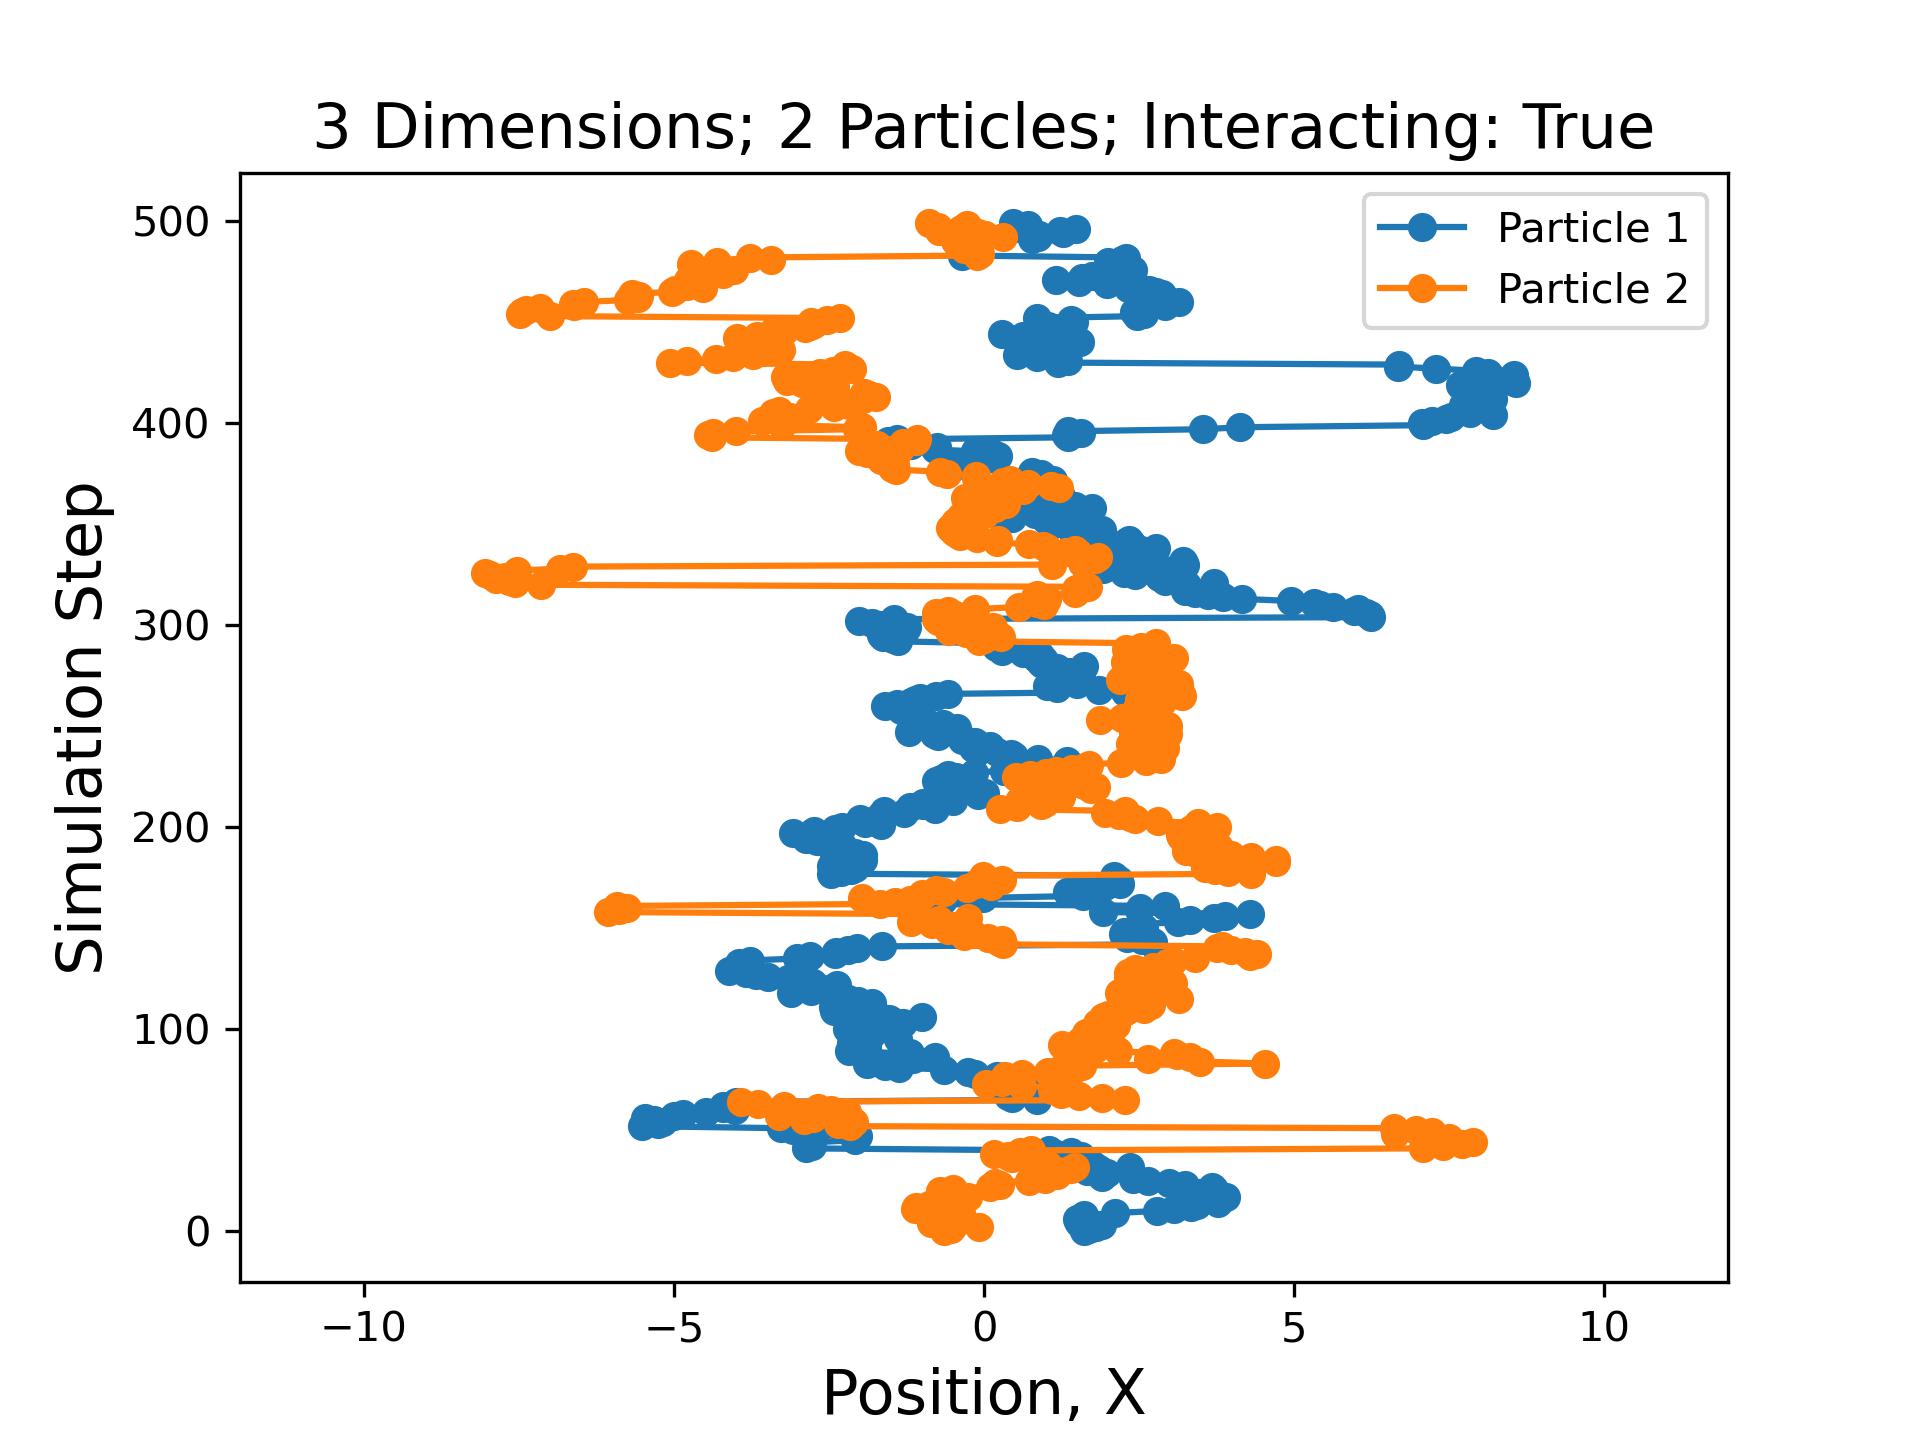 3 Dimensions; 2 Particles; Interacting: True
Particle 1
Particle 2
500
400
300
200
100
0
Simulation Step
−10
−5
0
5
10
Position, X